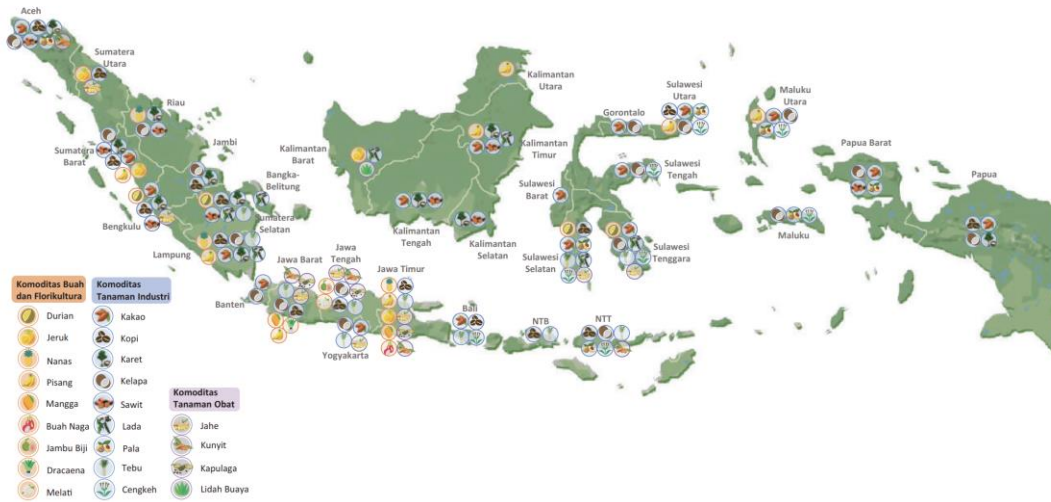 Aceh
Sumatera
Utara
Riau
Sumatera
Barat
Jambi
Bangka-
Belitung
Bengkulu
Sumatera
Selatan
Lampung
Banten
Jawa Barat
Jawa
Tengah
Yogyakarta
Jawa Timur
Bali
NTB
NTT
Kalimantan
Barat
Kalimantan
Tengah
Kalimantan
Selatan
Kalimantan
Timur
Kalimantan
Utara
Gorontalo
Sulawesi
Utara
Sulawesi
Tengah
Sulawesi
Barat
Sulawesi
Selatan
Sulawesi
Tenggara
Maluku
Utara
Maluku
Papua Barat
Papua
Komoditas Buah
dan Florikultura
Durian
Jeruk
Nanas
Pisang
Mangga
Buah Naga
Jambu Biji
Dracaena
Melati
Komoditas
Tanaman Industri
Kakao
Kopi
Karet
Kelapa
Sawit
Lada
Pala
Tebu
Cengkeh
Komoditas
Tanaman Obat
Jahe
Kunyit
Kapulaga
Lidah Buaya